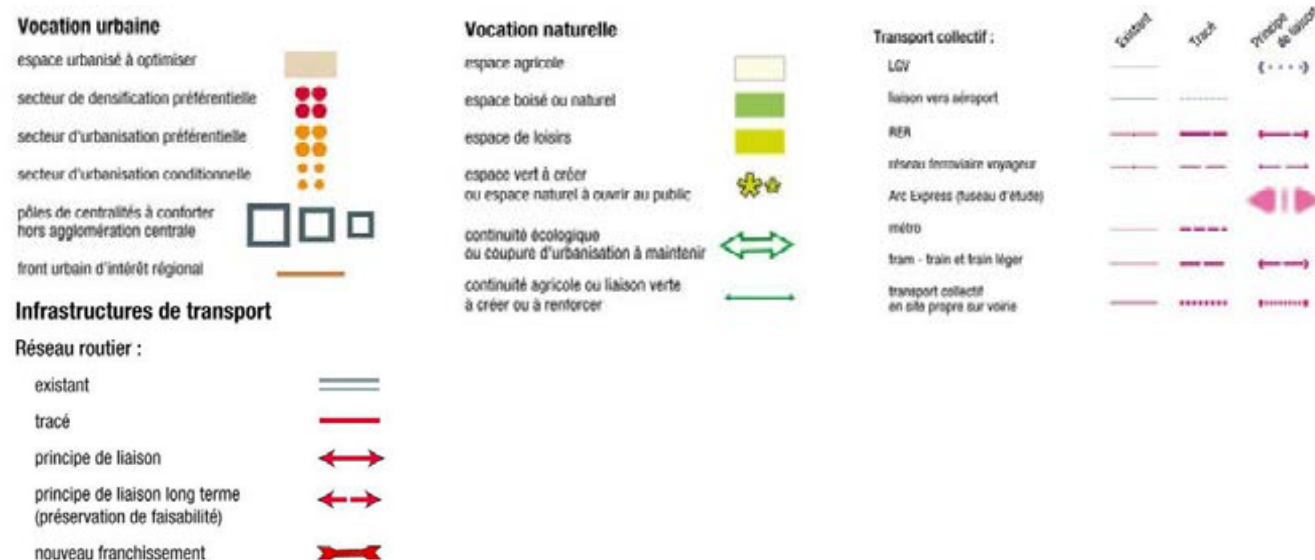 Vocation urbaine
espace urbanisé à optimiser
secteur de densification préférentielle
secteur d'urbanisation préférentielle
secteur d'urbanisation conditionnelle
pôles de centralités à conforter
hors agglomération centrale
front urbain d'intérêt régional
Infrastructures de transport
Réseau routier :
existant
tracé
principe de liaison
principe de liaison long terme
(préservation de faisabilité)
nouveau franchissement
Vocation naturelle
espace agricole
espace boisé ou naturel
espace de loisirs
espace vert à créer
ou espace naturel à ouvrir au public
continuité écologique
ou coupure d'urbanisation à maintenir
continuité agricole ou liaison verte
à créer ou à renforcer
Transport collectif :
Existant
Tracé
Principe
de liaison
LGV
liaison vers aéroport
RER
réseau ferroviaire voyageur
Arc Express (fuseau d'étude)
métro
tram - train et train léger
transport collectif
en site propre sur voirie